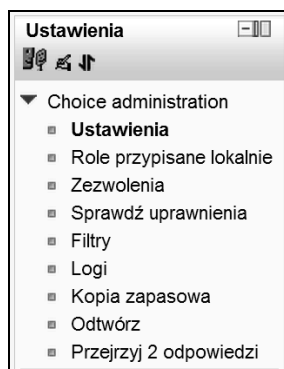 Ustawienia
Choice administration
Ustawienia
Role przypisane lokalnie
Zezwolenia
Sprawdź uprawnienia
Filtry
Logi
Kopia zapasowa
Odtwórz
Przejrzyj 2 odpowiedzi